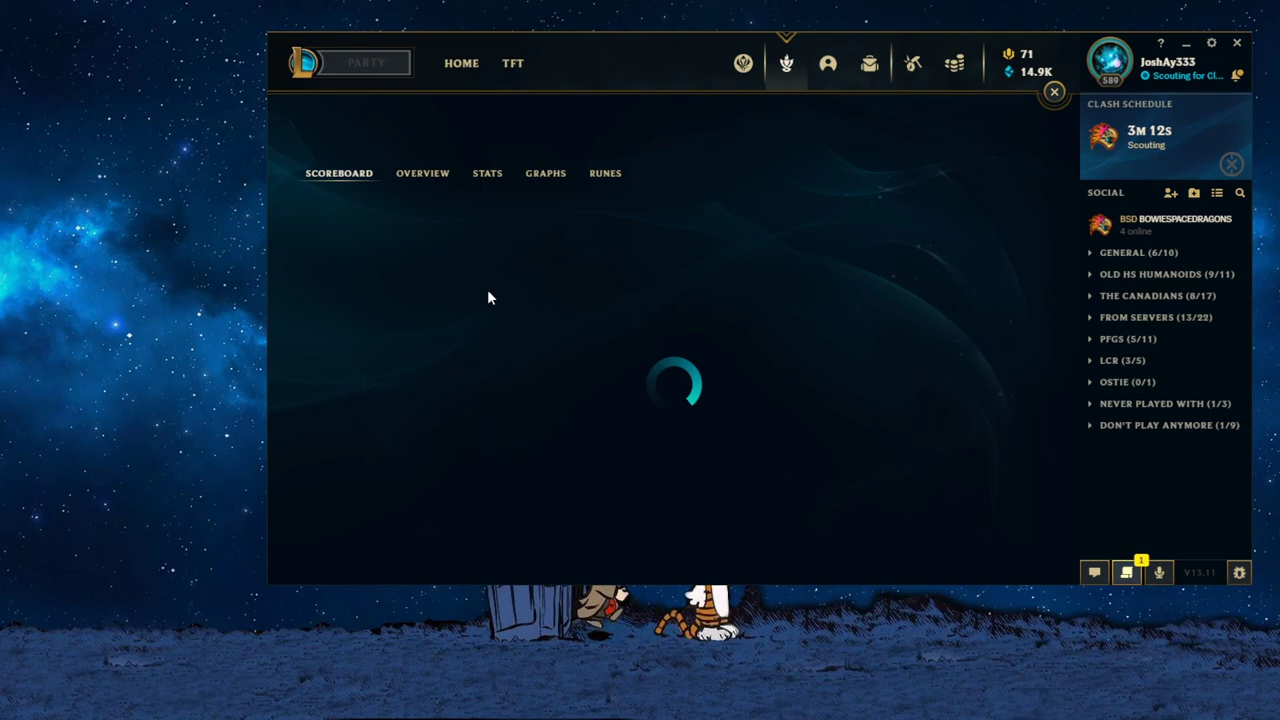 PARTY
HOME
TFT
71
14.9K
?
589
JoshAy333
Scouting for Cl...
CLASH SCHEDULE
3M 12S
Scouting
SCOREBOARD
OVERVIEW
STATS
GRAPHS
RUNES
SOCIAL
BSD BOWIESPACEDRAGONS
4 online
GENERAL (6/10)
OLD HS HUMANOIDS (9/11)
THE CANADIANS (8/17)
FROM SERVERS (13/22)
PFGS (5/11)
LCR (3/5)
OSTIE (0/1)
NEVER PLAYED WITH (1/3)
DON'T PLAY ANYMORE (1/9)
1
V13.11